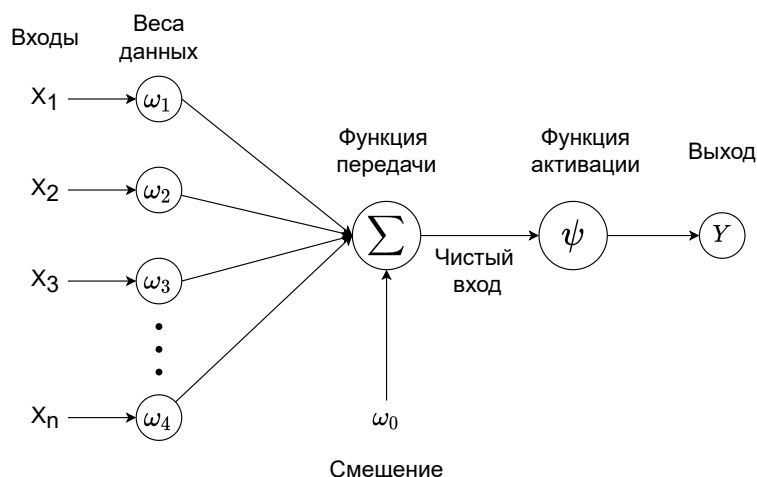 Входы
Веса
данных
X1
ω1
X2
ω2
X3
ω3
Xn
ω4
Функция
передачи
∑
Чистый
вход
ω0
Смещение
Функция
активации
ψ
Выход
Y